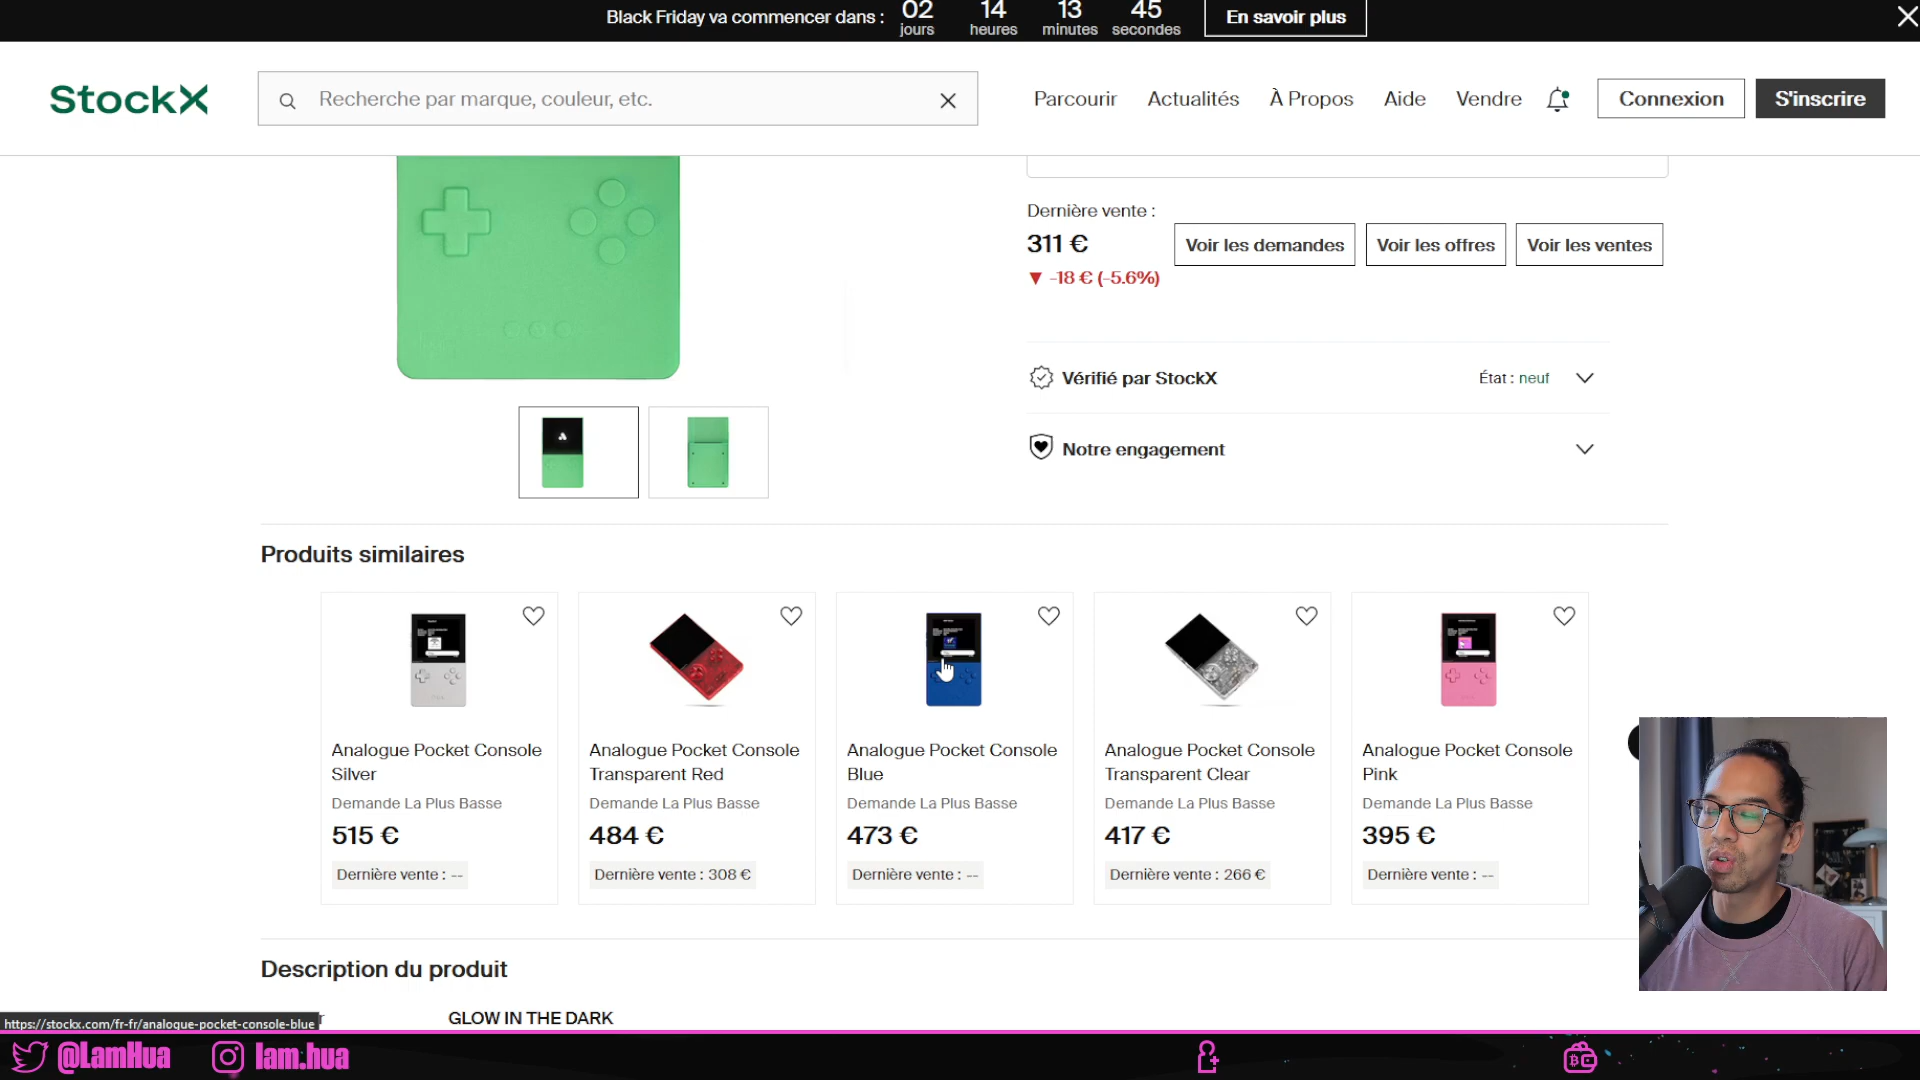 Black Friday va commencer dans :
02
jours
14
heures
13
minutes
45
secondes
En savoir plus
StockX
Recherche par marque, couleur, etc.
Parcourir
Actualités
À Propos
Aide
Vendre
Connexion
S'inscrire
Dernière vente :
311 €
▼ -18 € (-5.6%)
Voir les demandes
Voir les offres
Voir les ventes
Vérifié par StockX
État : neuf
Notre engagement
Produits similaires
Analogue Pocket Console
Silver
Demande La Plus Basse
515 €
Dernière vente : --
Analogue Pocket Console
Transparent Red
Demande La Plus Basse
484 €
Dernière vente : 308 €
Analogue Pocket Console
Blue
Demande La Plus Basse
473 €
Dernière vente : --
Analogue Pocket Console
Transparent Clear
Demande La Plus Basse
417 €
Dernière vente : 266 €
Analogue Pocket Console
Pink
Demande La Plus Basse
395 €
Dernière vente : --
Description du produit
GLOW IN THE DARK
https://stockx.com/fr-fr/analogue-pocket-console-blue
@LamHua
lam.hua